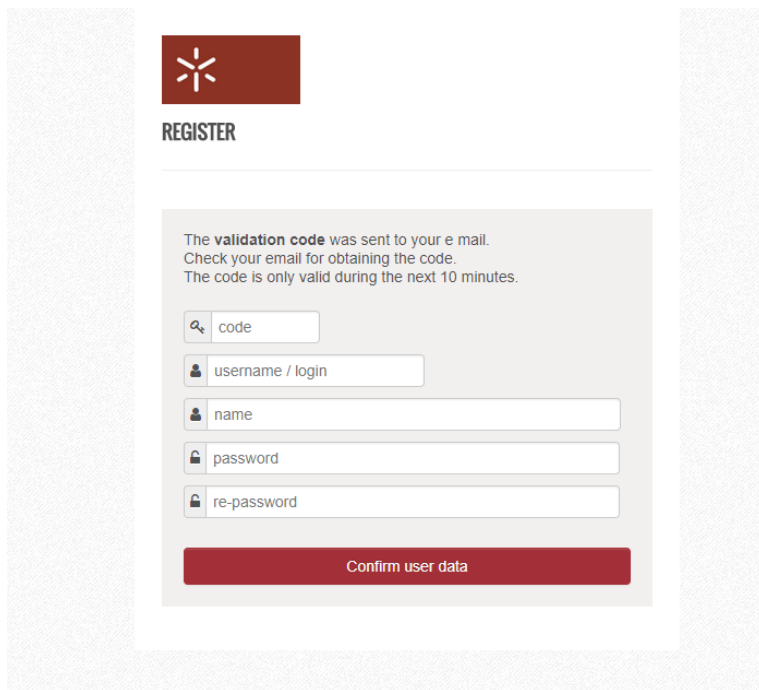 REGISTER
The validation code was sent to your e mail.
Check your email for obtaining the code.
The code is only valid during the next 10 minutes.
code
username / login
name
password
re-password
Confirm user data